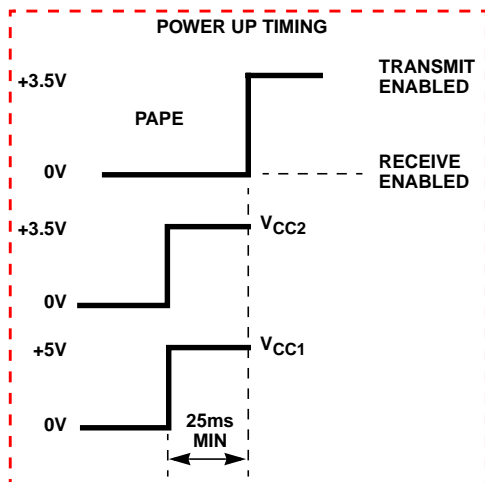 POWER UP TIMING
+3.5V
TRANSMIT
ENABLED
PAPE
0V
RECEIVE
ENABLED
+3.5V
VCC2
0V
+5V
VCC1
25ms
MIN
0V